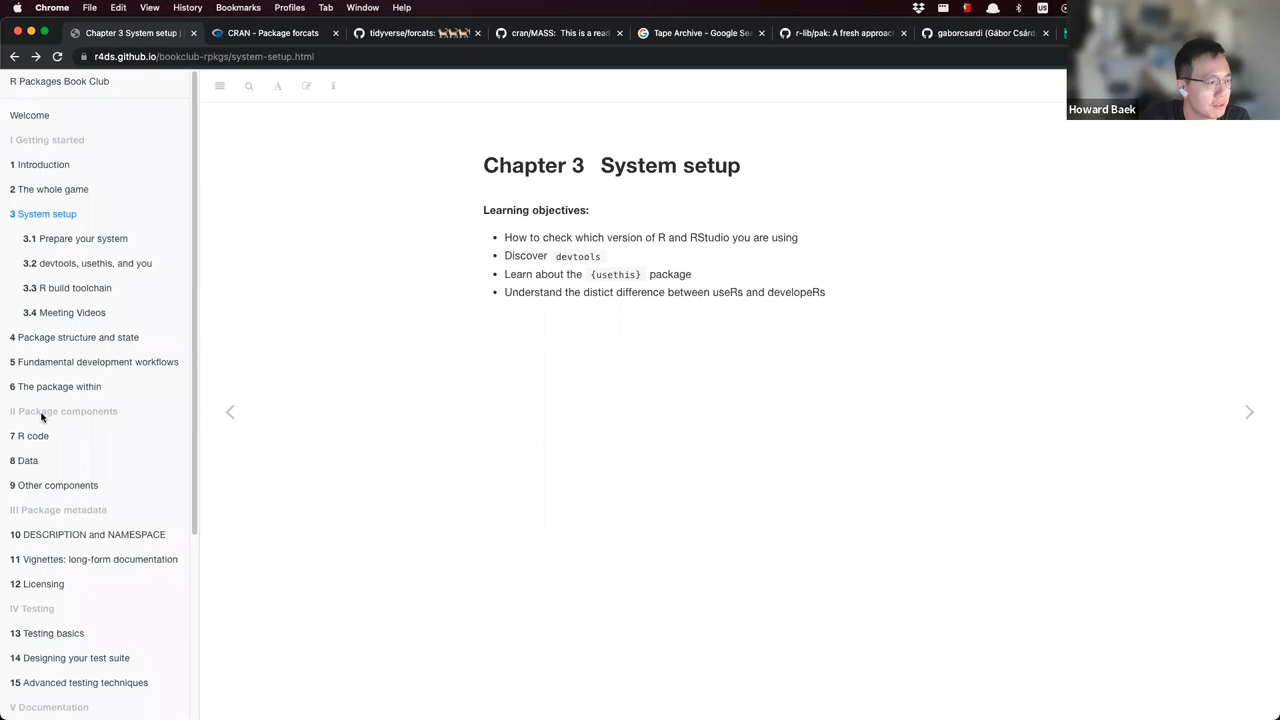 Chrome File Edit View History Bookmarks Profiles Tab Window Help US
Chapter 3 System setup |
CRAN - Package forcats
tidyverse/forcats:
cran/MASS: This is a read
Tape Archive - Google Se
r-lib/pak: A fresh approac
gaborcsardi (Gábor Csárd
r4ds.github.io/bookclub-rpkgs/system-setup.html
Howard Baek
R Packages Book Club
Welcome
I Getting started
1 Introduction
2 The whole game
3 System setup
3.1 Prepare your system
3.2 devtools, usethis, and you
3.3 R build toolchain
3.4 Meeting Videos
4 Package structure and state
5 Fundamental development workflows
6 The package within
II Package components
7 R code
8 Data
9 Other components
III Package metadata
10 DESCRIPTION and NAMESPACE
11 Vignettes: long-form documentation
12 Licensing
IV Testing
13 Testing basics
14 Designing your test suite
15 Advanced testing techniques
V Documentation
Chapter 3 System setup
Learning objectives:
• How to check which version of R and RStudio you are using
• Discover devtools
• Learn about the {usethis} package
• Understand the distict difference between useRs and developeRs